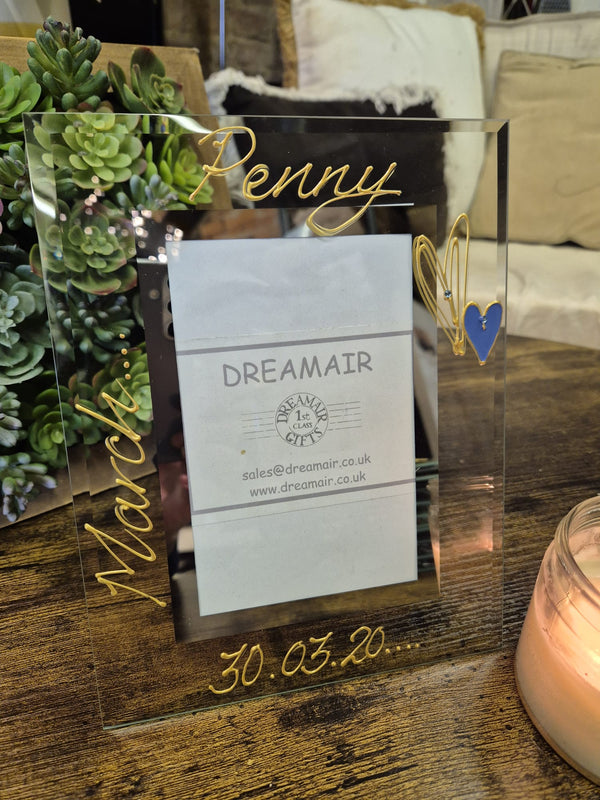 Penny
March...
DREAMAIR
DREAMAIR
1st
CLASS
GIFTS
sales@dreamair.co.uk
www.dreamair.co.uk
30.03.20....